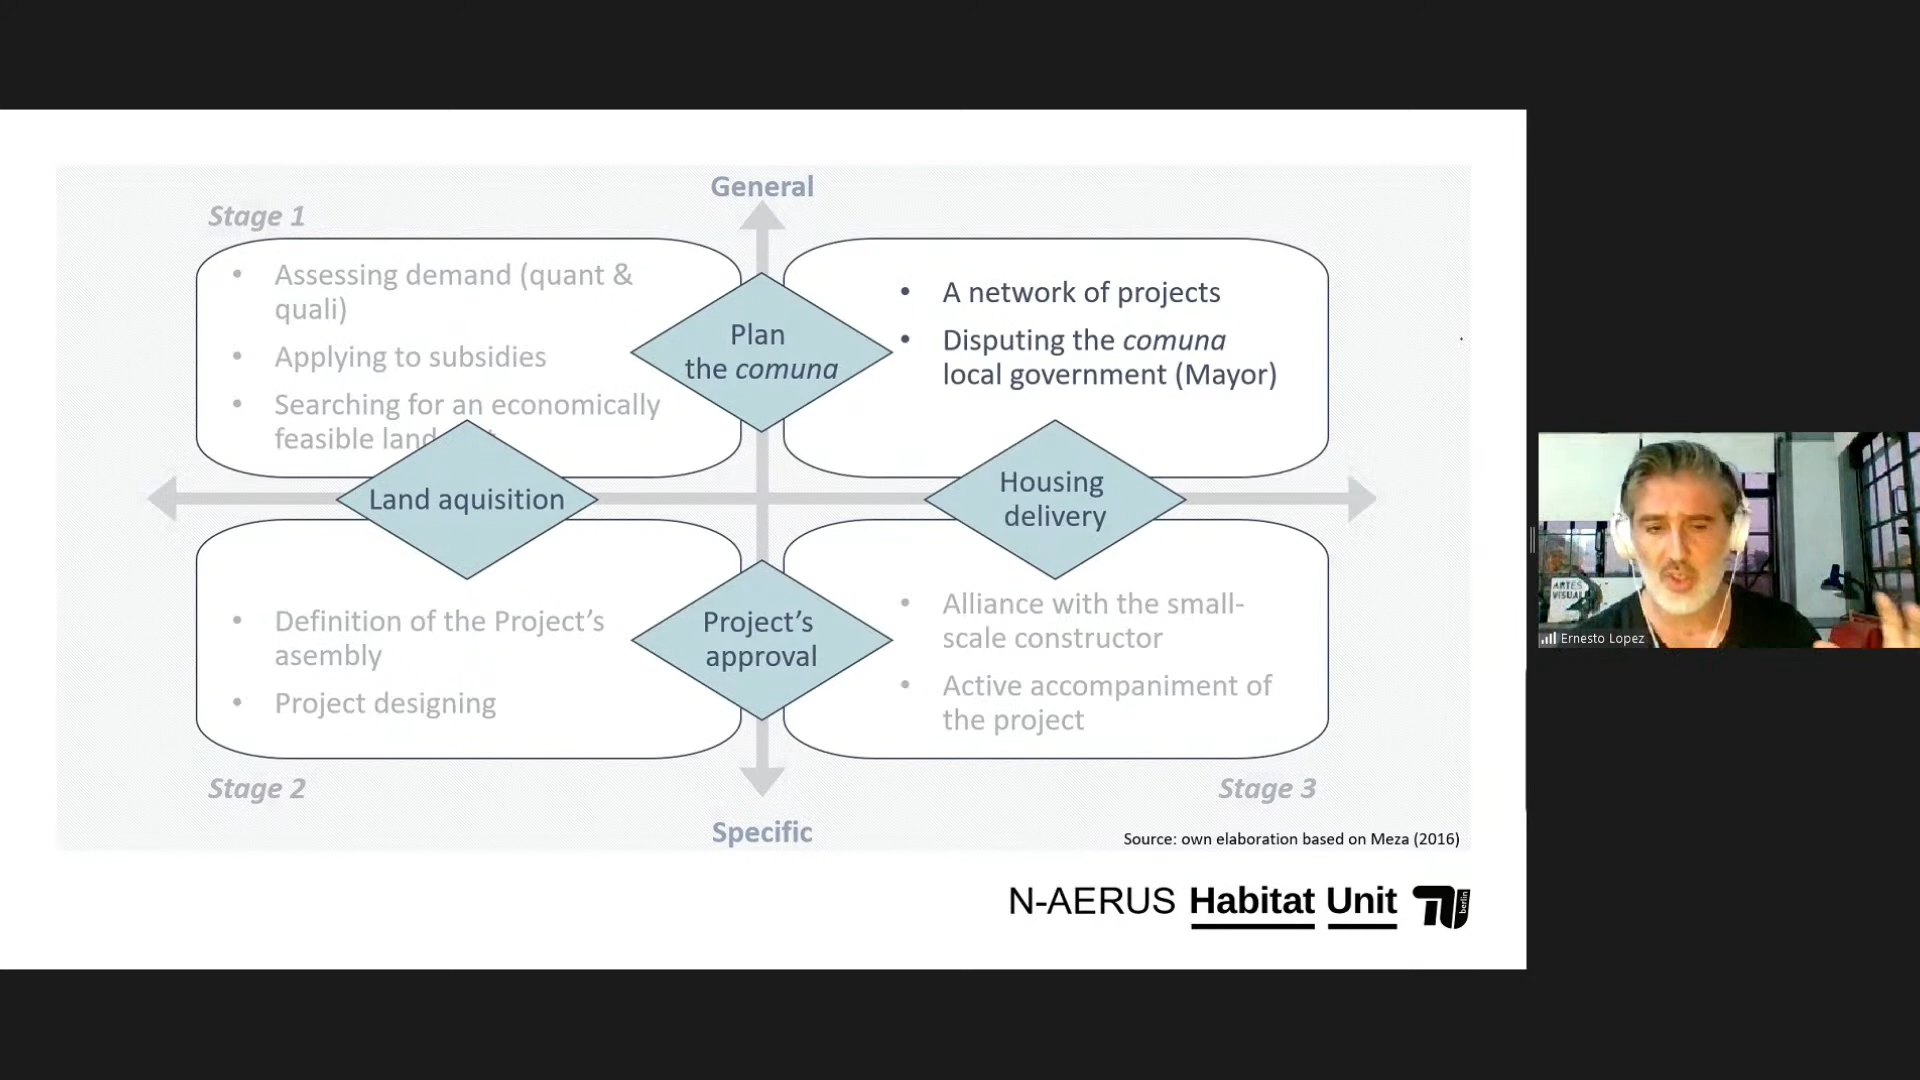 General
Stage 1
• Assessing demand (quant &
quali)
• Applying to subsidies
• Searching for an economically
feasible land
Plan
the comuna
• A network of projects
• Disputing the comuna
local government (Mayor)
Land aquisition
Housing
delivery
• Definition of the Project's
asembly
• Project designing
Project's
approval
• Alliance with the small-
scale constructor
• Active accompaniment of
the project
Stage 2
Stage 3
Specific
Source: own elaboration based on Meza (2016)
N-AERUS Habitat Unit
berlin
ARTES
VISUAL
Ernesto Lopez